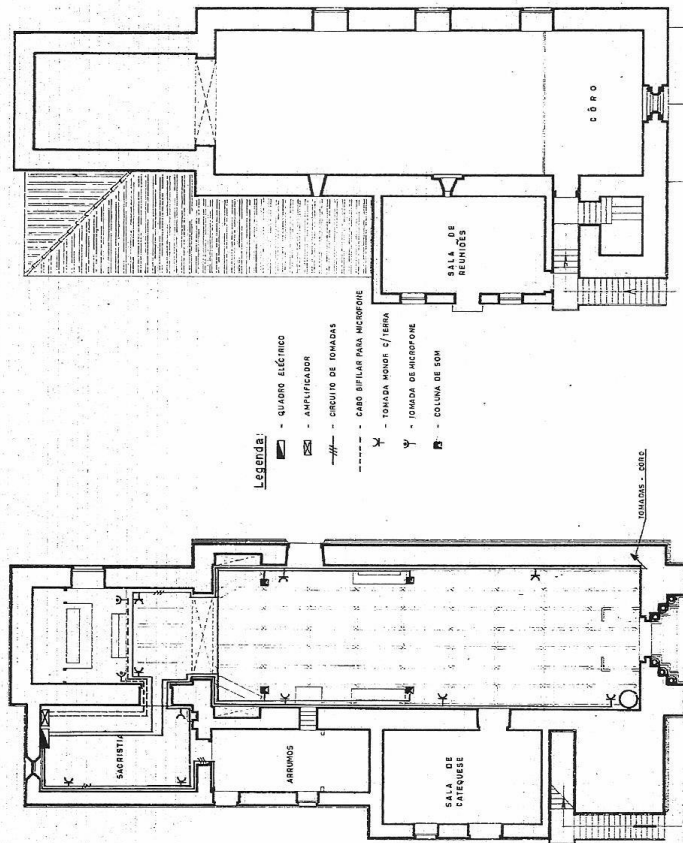 CÔRO
SALA DE
REUNIÕES
Legenda:
- QUADRO ELÉCTRICO
- AMPLIFICADOR
- CIRCUITO DE TOMADAS
- CABO BIFILAR PARA MICROFONE
- TOMADA MONOF. C/TERRA
- TOMADA DE MICROFONE
- COLUNA DE SOM
TOMADAS - CORO
SACRISTIA
ARRUMOS
SALA DE
CATEQUESE